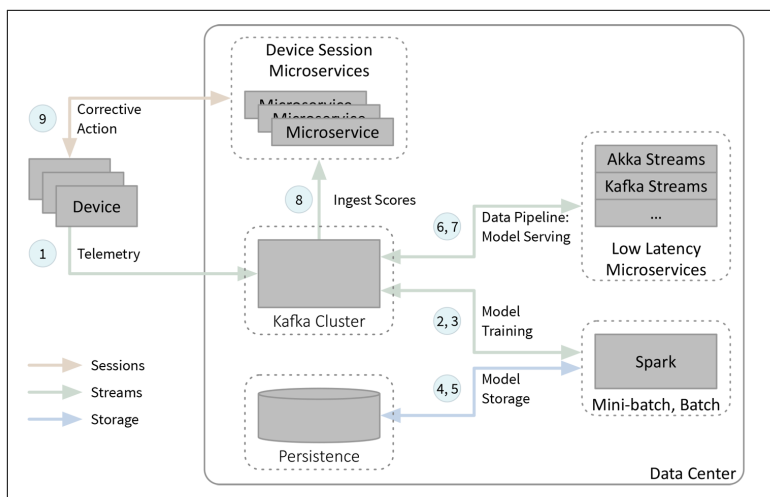 Device Session
Microservices
Microservice
Microservice
Microservice
9
Corrective
Action
Device
8
Ingest Scores
1
Telemetry
Kafka Cluster
6, 7
Data Pipeline:
Model Serving
Akka Streams
Kafka Streams
...
Low Latency
Microservices
2, 3
Model
Training
Spark
Mini-batch, Batch
4, 5
Model
Storage
Persistence
Sessions
Streams
Storage
Data Center